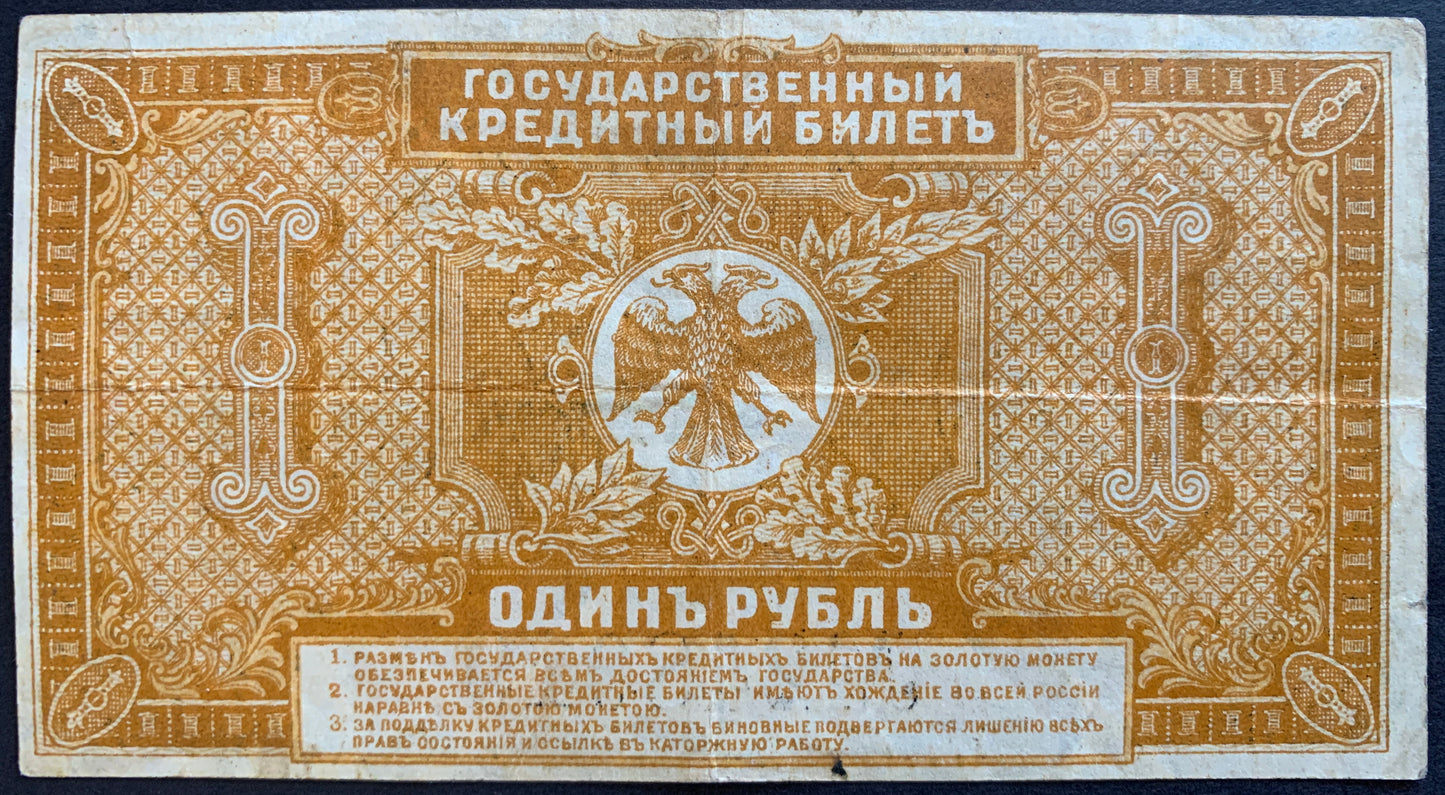 ГОСУДАРСТВЕННЫЙ
КРЕДИТНЫЙ БИЛЕТЪ
I
I
ОДИНЪ РУБЛЬ
1. РАЗМѢНЪ ГОСУДАРСТВЕННЫХЪ КРЕДИТНЫХЪ БИЛЕТОВЪ НА ЗОЛОТУЮ МОНЕТУ
ОБЕЗПЕЧИВАЕТСЯ ВСѢМЪ ДОСТОЯНІЕМЪ ГОСУДАРСТВА.
2. ГОСУДАРСТВЕННЫЕ КРЕДИТНЫЕ БИЛЕТЫ ИМѢЮТЪ ХОЖДЕНІЕ ВО ВСЕЙ РОССІИ
НАРАВНѢ СЪ ЗОЛОТОЮ МОНЕТОЮ.
3. ЗА ПОДДѢЛКУ КРЕДИТНЫХЪ БИЛЕТОВЪ ВИНОВНЫЕ ПОДВЕРГАЮТСЯ ЛИШЕНІЮ ВСѢХЪ
ПРАВЪ СОСТОЯНІЯ И ССЫЛКѢ ВЪ КАТОРЖНУЮ РАБОТУ.